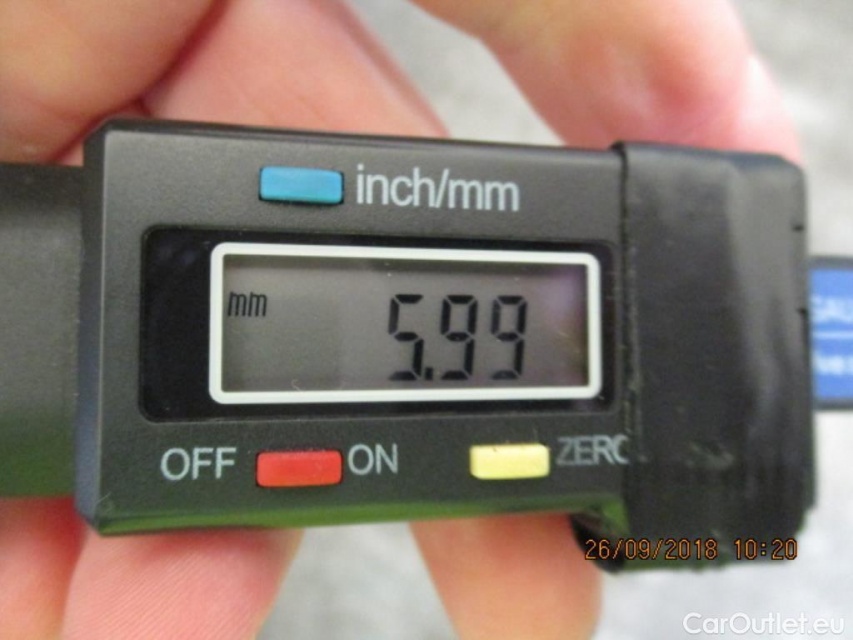 inch/mm
mm 5.99
OFF ON ZERO
26/09/2018 10:20
CarOutlet.eu